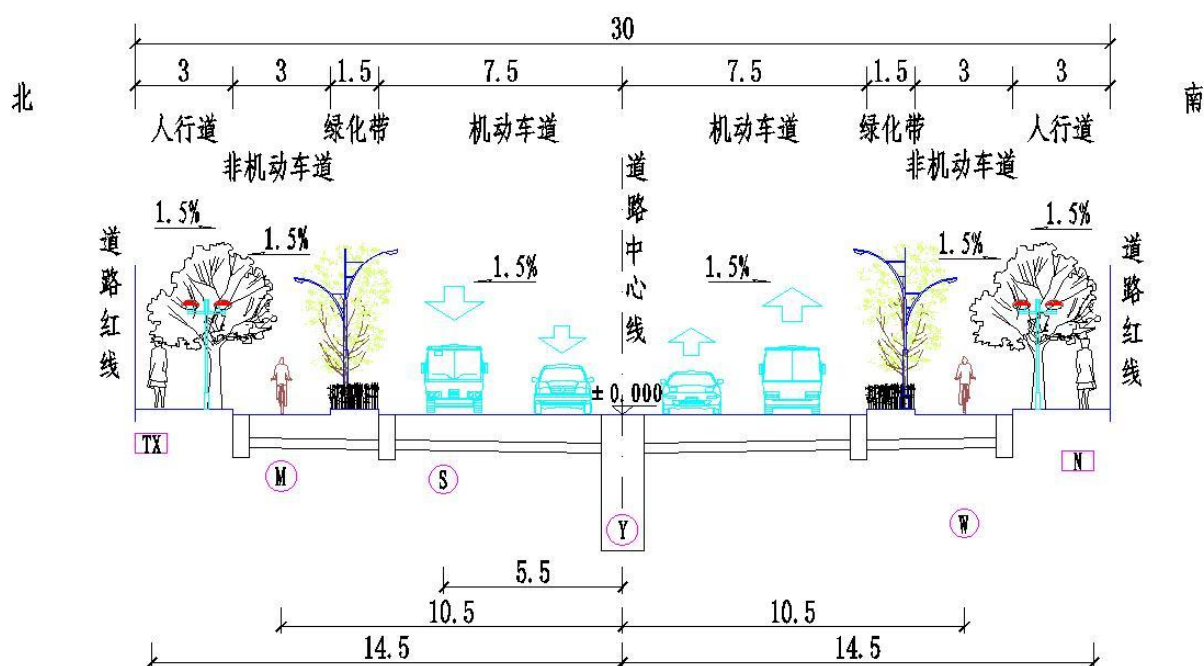 30
3 3 1.5 7.5 7.5 1.5 3 3
北 南
人行道 绿化带 机动车道 机动车道 绿化带 人行道
非机动车道 非机动车道
道路中心线
1.5% 1.5%
1.5% 1.5%
1.5% 1.5%
道路红线 道路红线
±0.000
TX N
M S
Y W
5.5
10.5 10.5
14.5 14.5